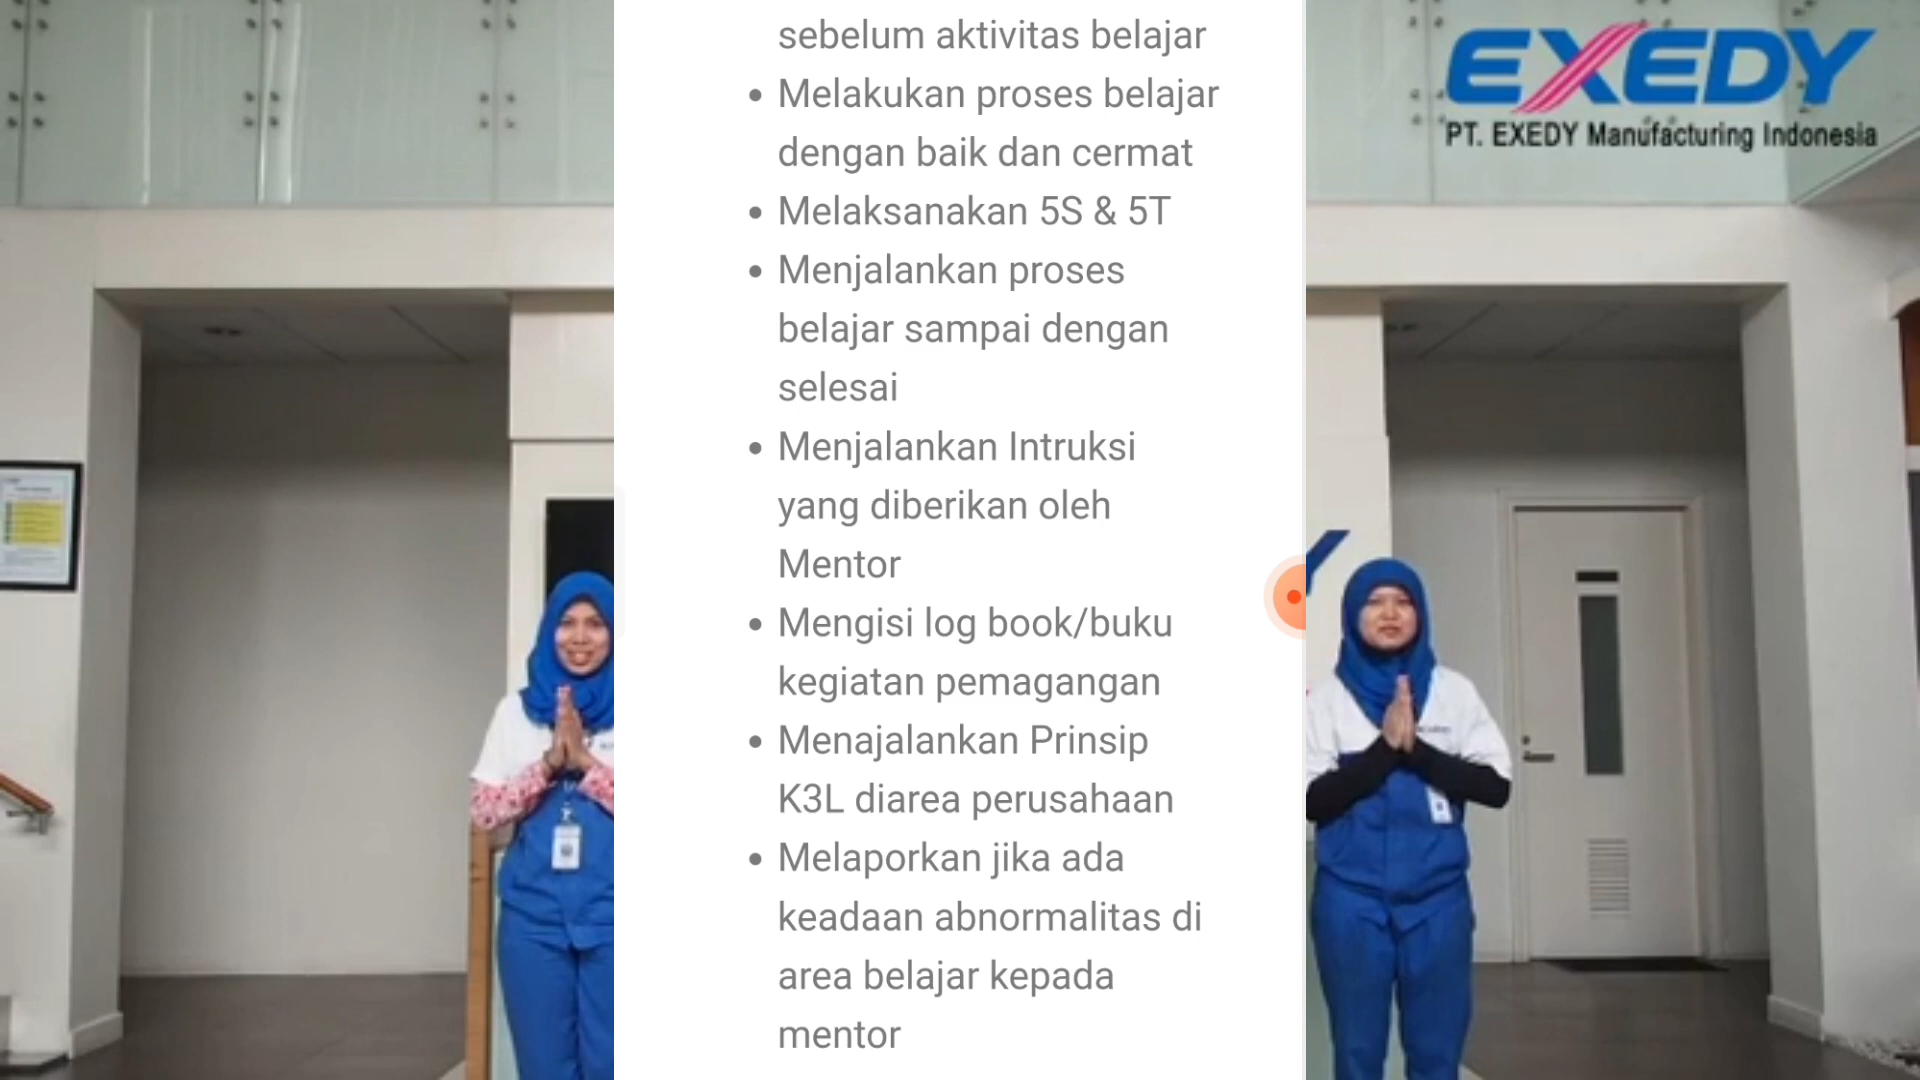 sebelum aktivitas belajar
• Melakukan proses belajar
dengan baik dan cermat
• Melaksanakan 5S & 5T
• Menjalankan proses
belajar sampai dengan
selesai
• Menjalankan Intruksi
yang diberikan oleh
Mentor
• Mengisi log book/buku
kegiatan pemagangan
• Menajalankan Prinsip
K3L diarea perusahaan
• Melaporkan jika ada
keadaan abnormalitas di
area belajar kepada
mentor
EXEDY
PT. EXEDY Manufacturing Indonesia